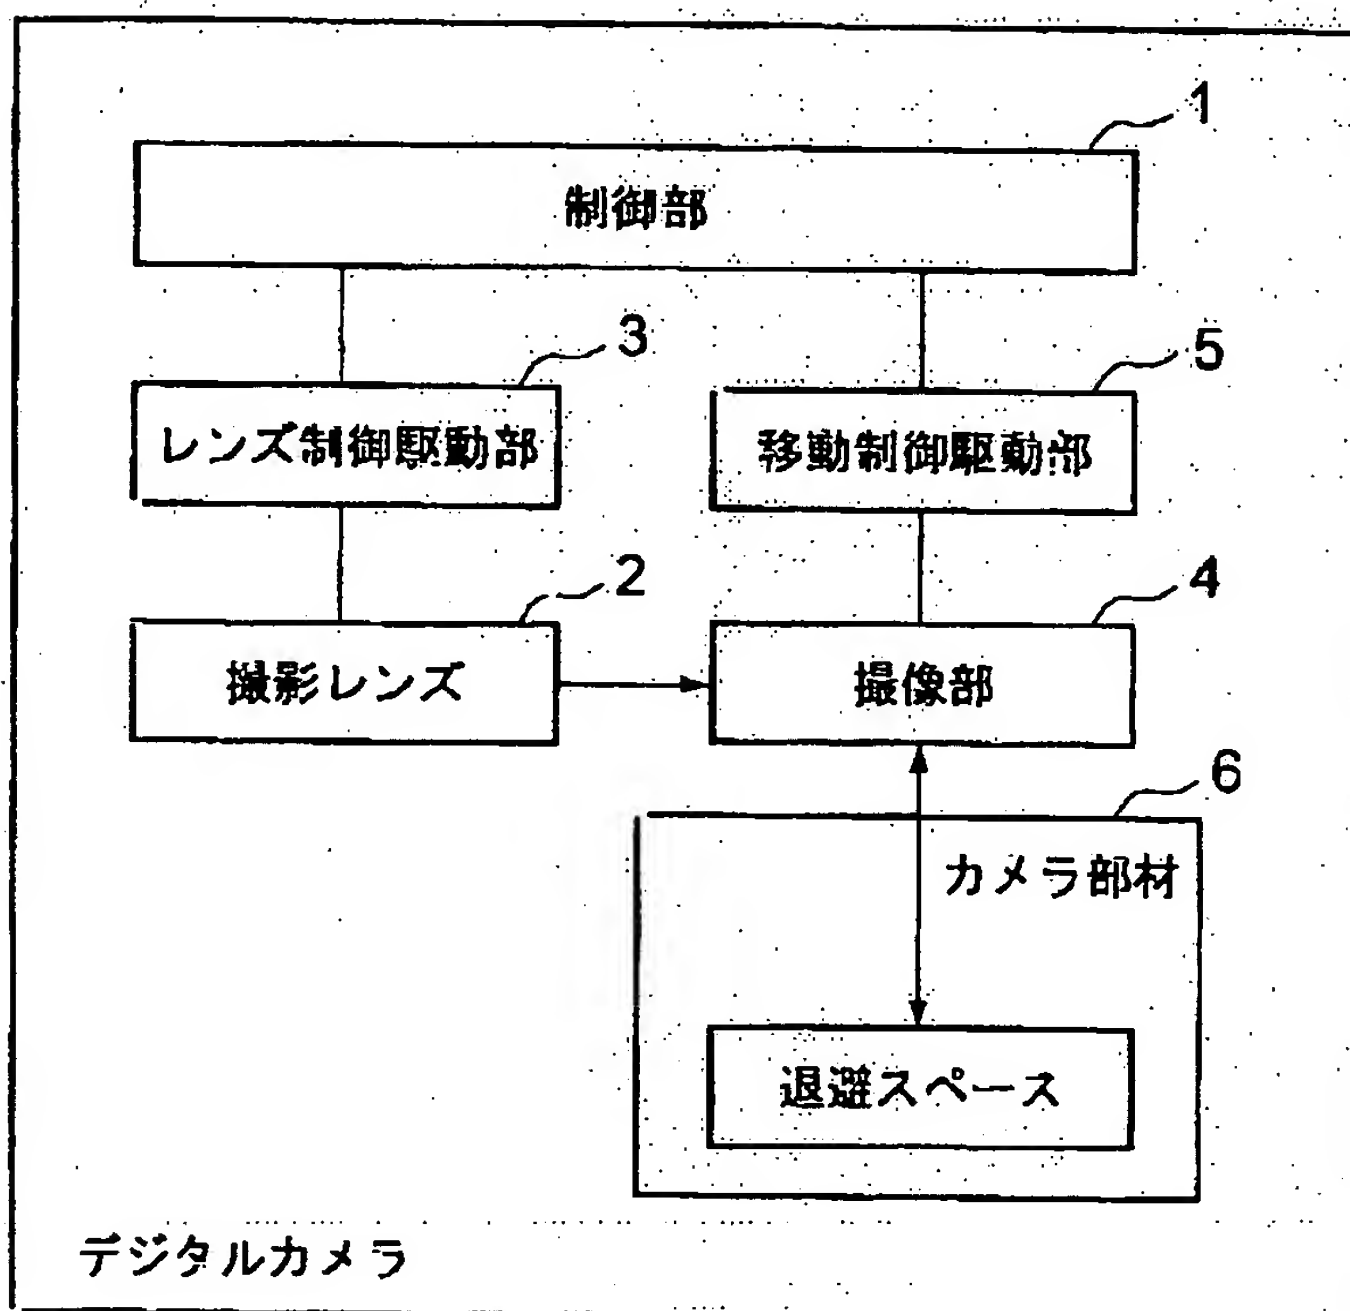 1
制御部
3
5
レンズ制御駆動部
移動制御駆動部
2
4
撮影レンズ
撮像部
6
カメラ部材
退避スペース
デジタルカメラ